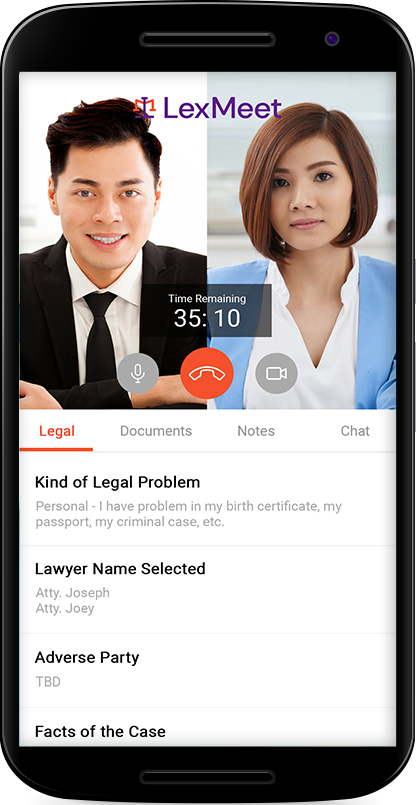 LexMeet
Time Remaining
35: 10
Legal
Documents
Notes
Chat
Kind of Legal Problem
Personal - I have problem in my birth certificate, my
passport, my criminal case, etc.
Lawyer Name Selected
Atty. Joseph
Atty. Joey
Adverse Party
TBD
Facts of the Case